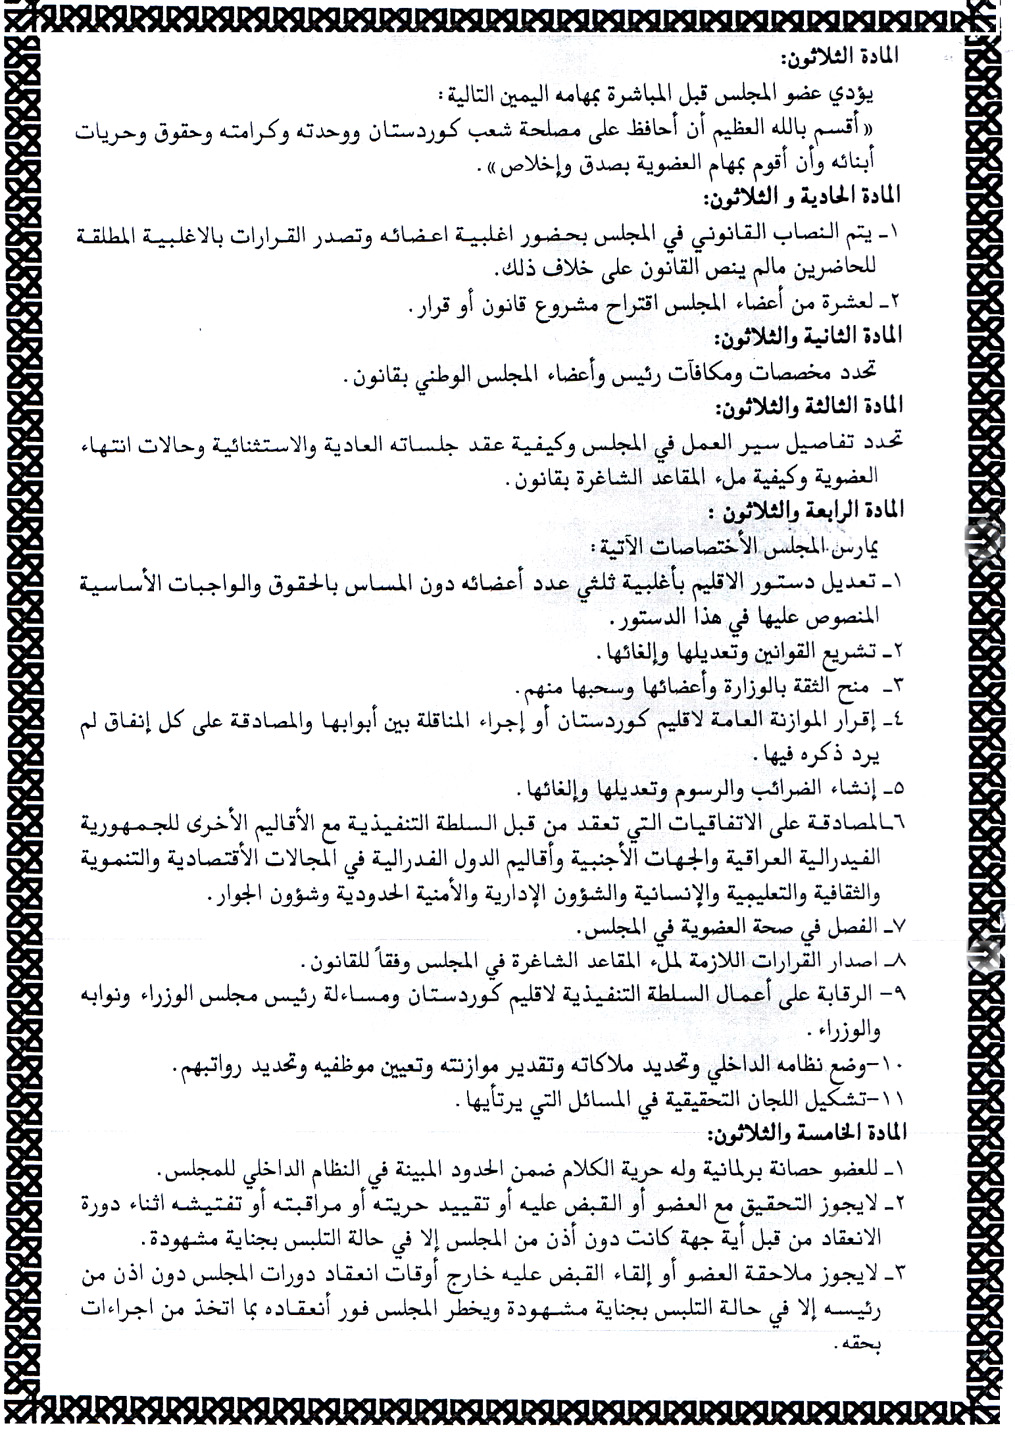 المادة الثلاثون:
يؤدي عضو المجلس قبل المباشرة بمهامه اليمين التالية:
«أقسم بالله العظيم أن أحافظ على مصلحة شعب كوردستان ووحدته وكرامته وحقوق وحريات
أبنائه وأن أقوم بمهام العضوية بصدق وإخلاص».
المادة الحادية و الثلاثون:
١ـ يتم النصاب القانوني في المجلس بحضور اغلبية اعضائه وتصدر القرارات بالاغلبية المطلقة
للحاضرين مالم ينص القانون على خلاف ذلك.
٢ـ لعشرة من أعضاء المجلس اقتراح مشروع قانون أو قرار.
المادة الثانية والثلاثون:
تحدد مخصصات ومكافآت رئيس وأعضاء المجلس الوطني بقانون.
المادة الثالثة والثلاثون:
تحدد تفاصيل سير العمل في المجلس وكيفية عقد جلساته العادية والاستثنائية وحالات انتهاء
العضوية وكيفية ملء المقاعد الشاغرة بقانون.
المادة الرابعة والثلاثون :
يمارس المجلس الأختصاصات الآتية:
١ـ تعديل دستور الاقليم بأغلبية ثلثي عدد أعضائه دون المساس بالحقوق والواجبات الأساسية
المنصوص عليها في هذا الدستور.
٢ـ تشريع القوانين وتعديلها وإلغائها.
٣ـ منح الثقة بالوزارة وأعضائها وسحبها منهم.
٤ـ إقرار الموازنة العامة لاقليم كوردستان أو إجراء المناقلة بين أبوابها والمصادقة على كل إنفاق لم
يرد ذكره فيها.
٥ـ إنشاء الضرائب والرسوم وتعديلها وإلغائها.
٦ـالمصادقة على الاتفاقيات التي تعقد من قبل السلطة التنفيذية مع الأقاليم الأخرى للجمهورية
الفيدرالية العراقية والجهات الأجنبية وأقاليم الدول الفدرالية في المجالات الأقتصادية والتنموية
والثقافية والتعليمية والإنسانية والشؤون الإدارية والأمنية الحدودية وشؤون الجوار.
٧ـ الفصل في صحة العضوية في المجلس.
٨ـ اصدار القرارات اللازمة لملء المقاعد الشاغرة في المجلس وفقاً للقانون.
٩- الرقابة على أعمال السلطة التنفيذية لاقليم كوردستان ومساءلة رئيس مجلس الوزراء ونوابه
والوزراء.
١٠-وضع نظامه الداخلي وتحديد ملاكاته وتقدير موازنته وتعيين موظفيه وتحديد رواتبهم.
١١-تشكيل اللجان التحقيقية في المسائل التي يرتأيها.
المادة الخامسة والثلاثون:
١ـ للعضو حصانة برلمانية وله حرية الكلام ضمن الحدود المبينة في النظام الداخلي للمجلس.
٢ـ لايجوز التحقيق مع العضو أو القبض عليه أو تقييد حريته أو مراقبته أو تفتيشه اثناء دورة
الانعقاد من قبل أية جهة كانت دون أذن من المجلس إلا في حالة التلبس بجناية مشهودة.
٣ـ لايجوز ملاحقة العضو أو إلقاء القبض عليه خارج أوقات انعقاد دورات المجلس دون اذن من
رئيسه إلا في حالة التلبس بجناية مشهودة ويخطر المجلس فور أنعقاده بما اتخذ من اجراءات
بحقه.